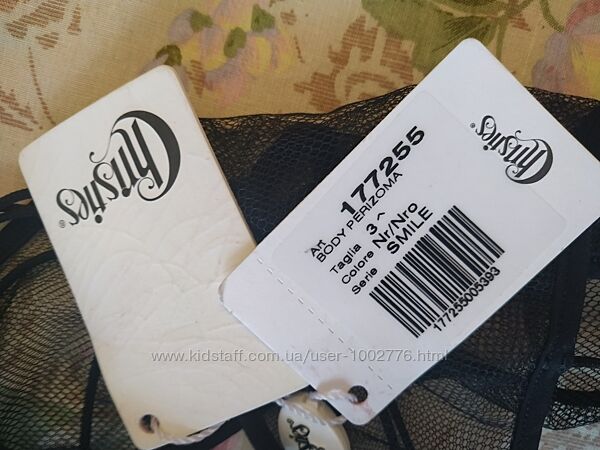 Christies®
Christies®
Art 177255
BODY PERIZOMA
Taglia 3^
Colore Nr/Nro
Serie SMILE
177255005393
www.kidstaff.com.ua/user-1002776.html